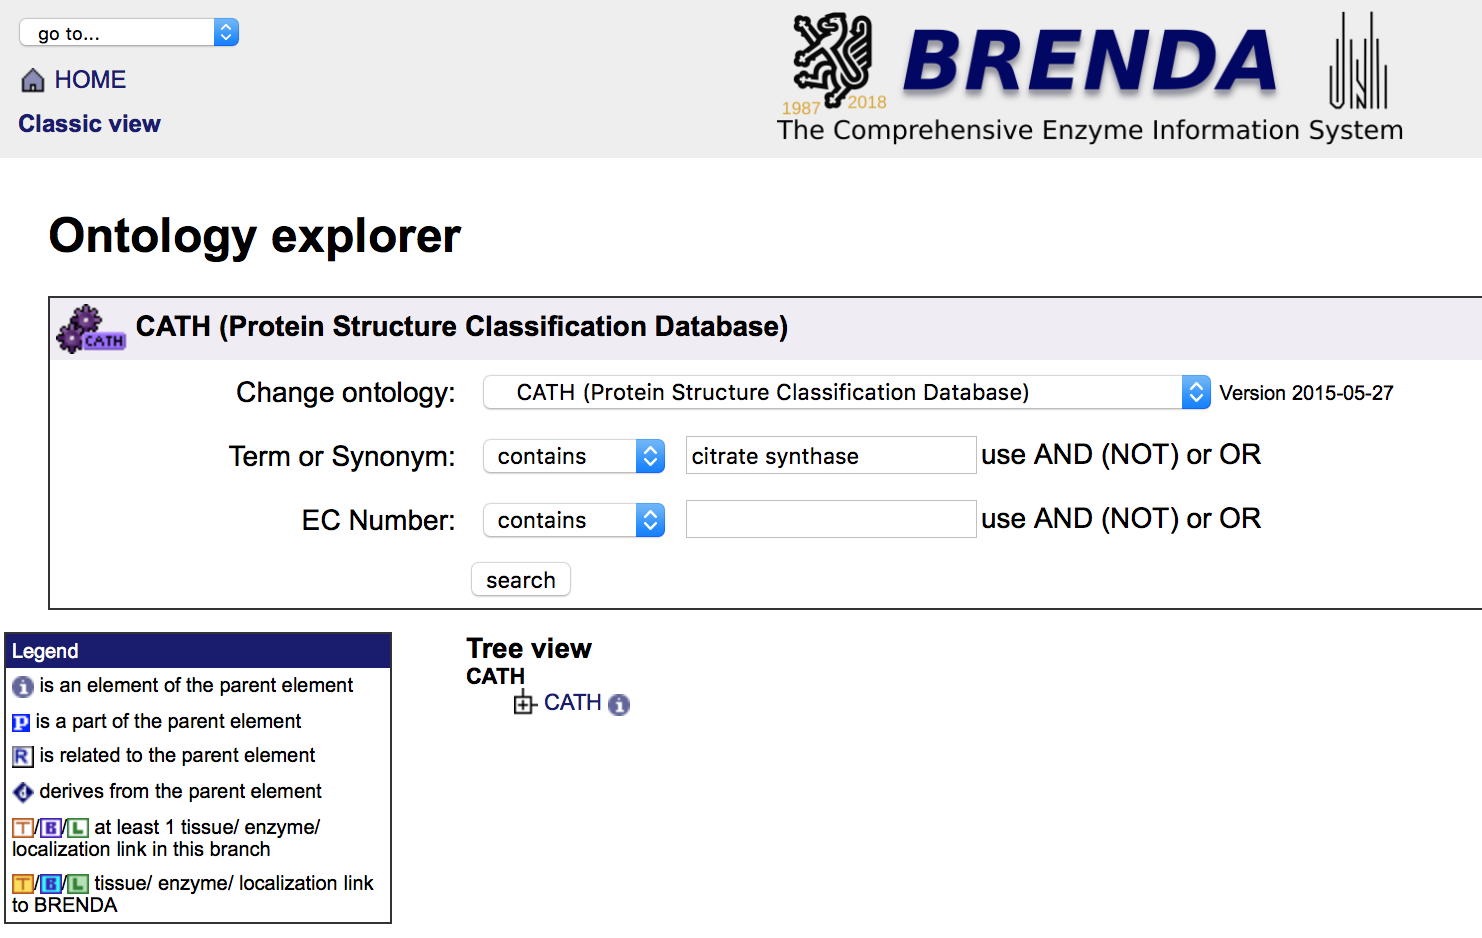 go to...
HOME
Classic view
1987 2018
BRENDA
UNI
The Comprehensive Enzyme Information System
Ontology explorer
CATH
CATH (Protein Structure Classification Database)
Change ontology: CATH (Protein Structure Classification Database) Version 2015-05-27
Term or Synonym: contains citrate synthase use AND (NOT) or OR
EC Number: contains use AND (NOT) or OR
search
Legend
i is an element of the parent element
P is a part of the parent element
R is related to the parent element
d derives from the parent element
T/B/L at least 1 tissue/ enzyme/
localization link in this branch
T/B/L tissue/ enzyme/ localization link
to BRENDA
Tree view
CATH
CATH i